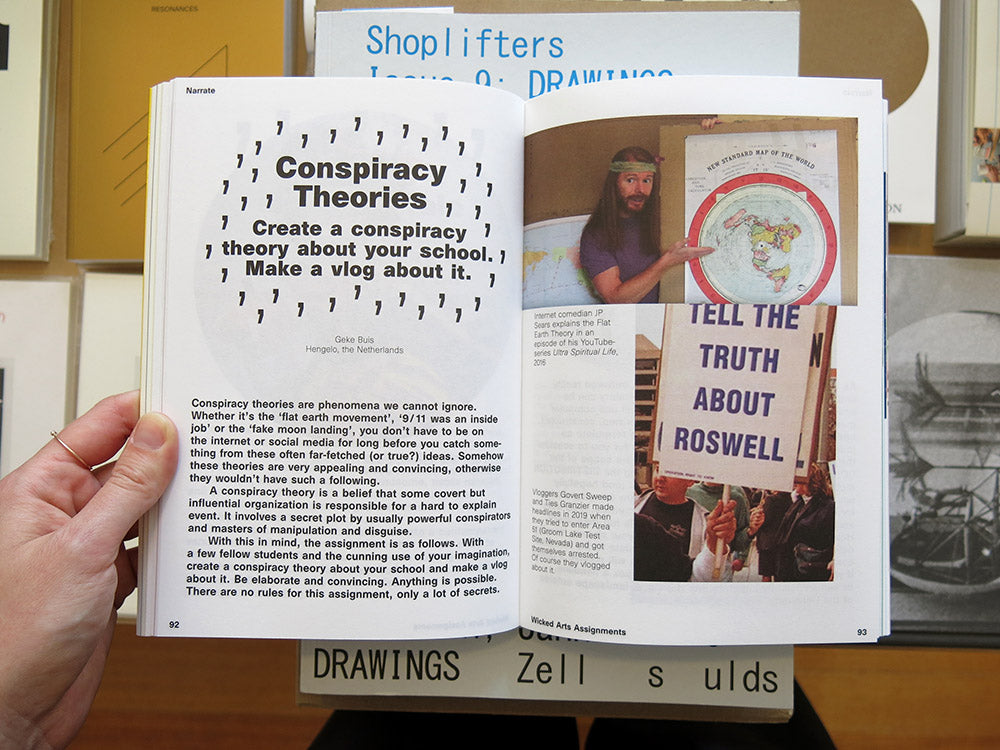 RESONANCES
Shoplifters
Issue 9: DRAWINGS
Narrate
Conspiracy
Theories
Create a conspiracy
theory about your school.
Make a vlog about it.
Geke Buis
Hengelo, the Netherlands
Conspiracy theories are phenomena we cannot ignore.
Whether it's the 'flat earth movement', '9/11 was an inside
job' or the 'fake moon landing', you don't have to be on
the internet or social media for long before you catch some-
thing from these often far-fetched (or true?) ideas. Somehow
these theories are very appealing and convincing, otherwise
they wouldn't have such a following.
A conspiracy theory is a belief that some covert but
influential organization is responsible for a hard to explain
event. It involves a secret plot by usually powerful conspirators
and masters of manipulation and disguise.
With this in mind, the assignment is as follows. With
a few fellow students and the cunning use of your imagination,
create a conspiracy theory about your school and make a vlog
about it. Be elaborate and convincing. Anything is possible.
There are no rules for this assignment, only a lot of secrets.
92
NEW STANDARD MAP OF THE WORLD
Internet comedian JP
Sears explains the Flat
Earth Theory in an
episode of his YouTube-
series Ultra Spiritual Life,
2016
TELL THE
TRUTH
ABOUT
ROSWELL
Vloggers Govert Sweep
and Ties Granzier made
headlines in 2019 when
they tried to enter Area
51 (Groom Lake Test
Site, Nevada) and got
themselves arrested.
Of course they vlogged
about it.
Wicked Arts Assignments
93
DRAWINGS Zell s ulds